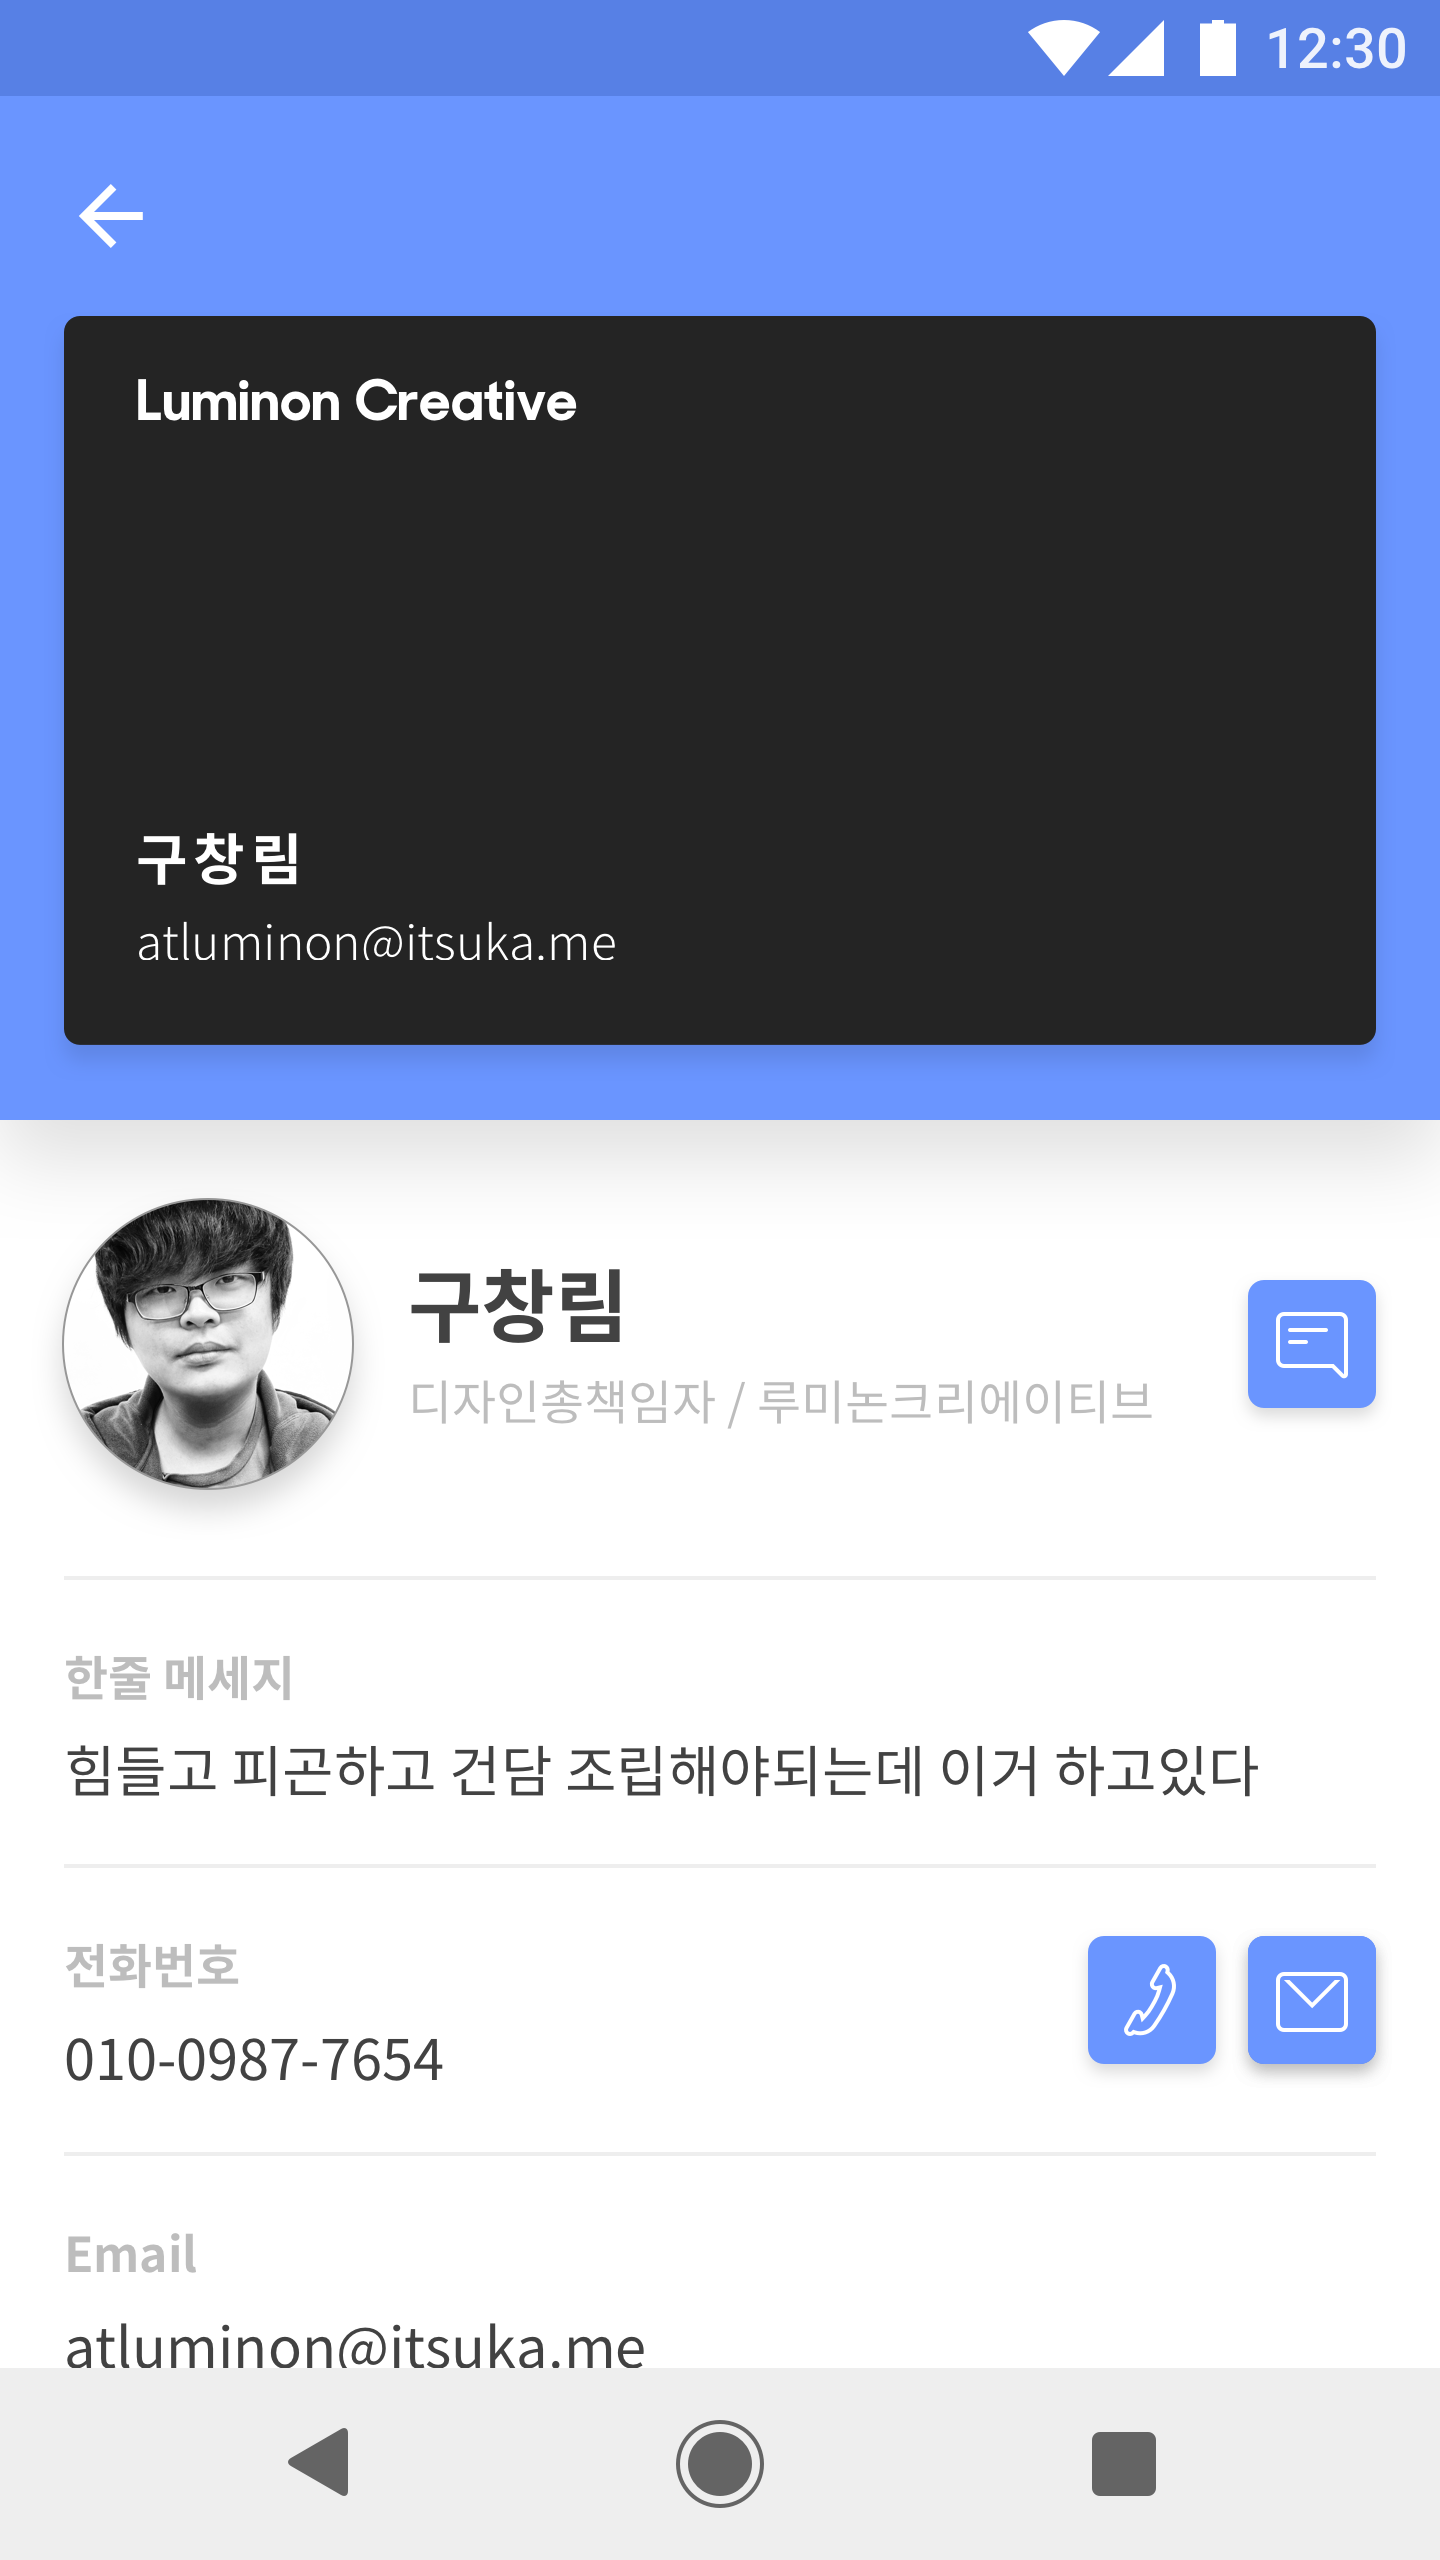 12:30
Luminon Creative
구창림
atluminon@itsuka.me
구창림
디자인총책임자 / 루미논크리에이티브
한줄 메세지
힘들고 피곤하고 건담 조립해야되는데 이거 하고있다
전화번호
010-0987-7654
Email
atluminon@itsuka.me